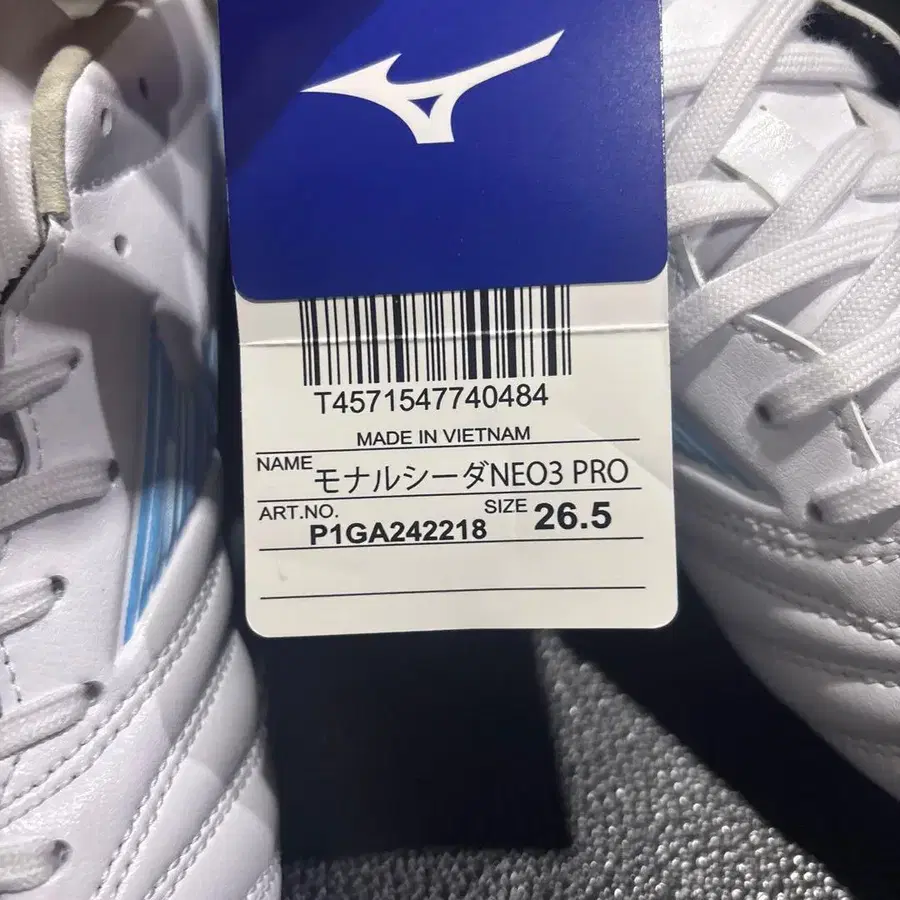 T4571547740484
MADE IN VIETNAM
NAME モナルシーダNEO3 PRO
ART.NO. P1GA242218 SIZE 26.5